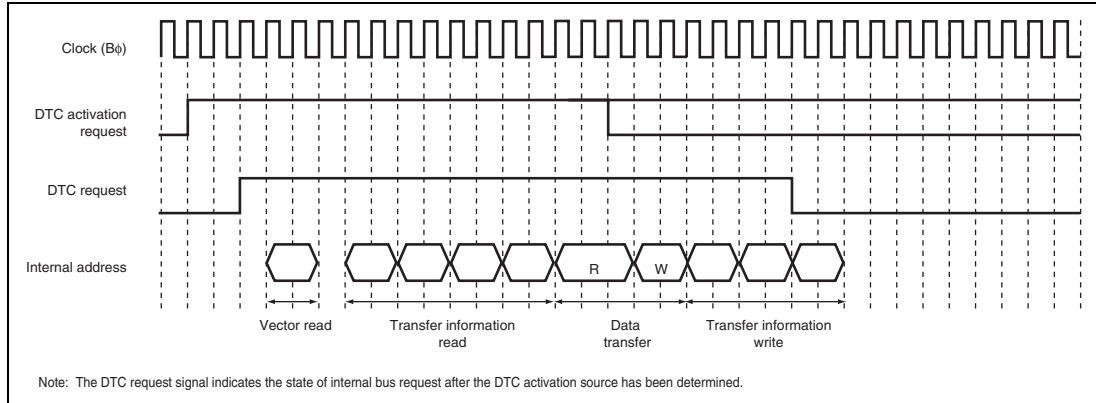 Clock (Bϕ)
DTC activation
request
DTC request
Internal address
R
W
Vector read
Transfer information
read
Data
transfer
Transfer information
write
Note: The DTC request signal indicates the state of internal bus request after the DTC activation source has been determined.